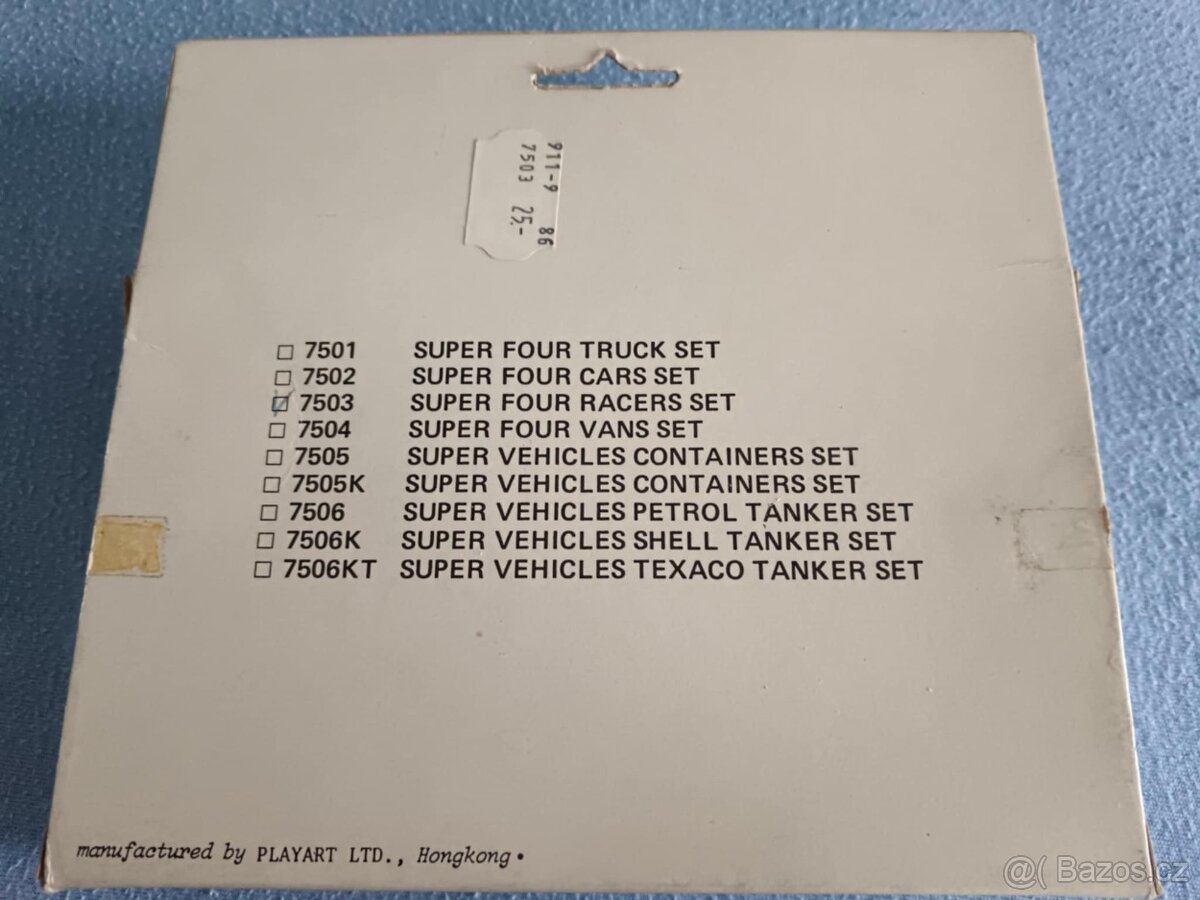 911-9 86
7503 25.-
7501 SUPER FOUR TRUCK SET
7502 SUPER FOUR CARS SET
7503 SUPER FOUR RACERS SET
7504 SUPER FOUR VANS SET
7505 SUPER VEHICLES CONTAINERS SET
7505K SUPER VEHICLES CONTAINERS SET
7506 SUPER VEHICLES PETROL TANKER SET
7506K SUPER VEHICLES SHELL TANKER SET
7506KT SUPER VEHICLES TEXACO TANKER SET
manufactured by PLAYART LTD., Hongkong.
@( Bazos.cz